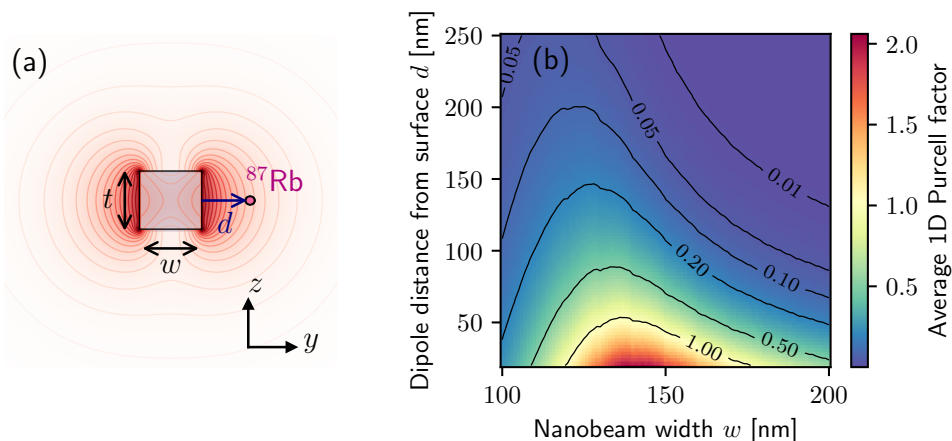 (a)
⁸⁷Rb
t
d
w
z
y
(b)
Dipole distance from surface d [nm]
250
200
150
100
50
0.05
0.05
0.01
0.20
0.10
0.50
1.00
100
150
200
Nanobeam width w [nm]
2.0
1.5
1.0
0.5
Average 1D Purcell factor